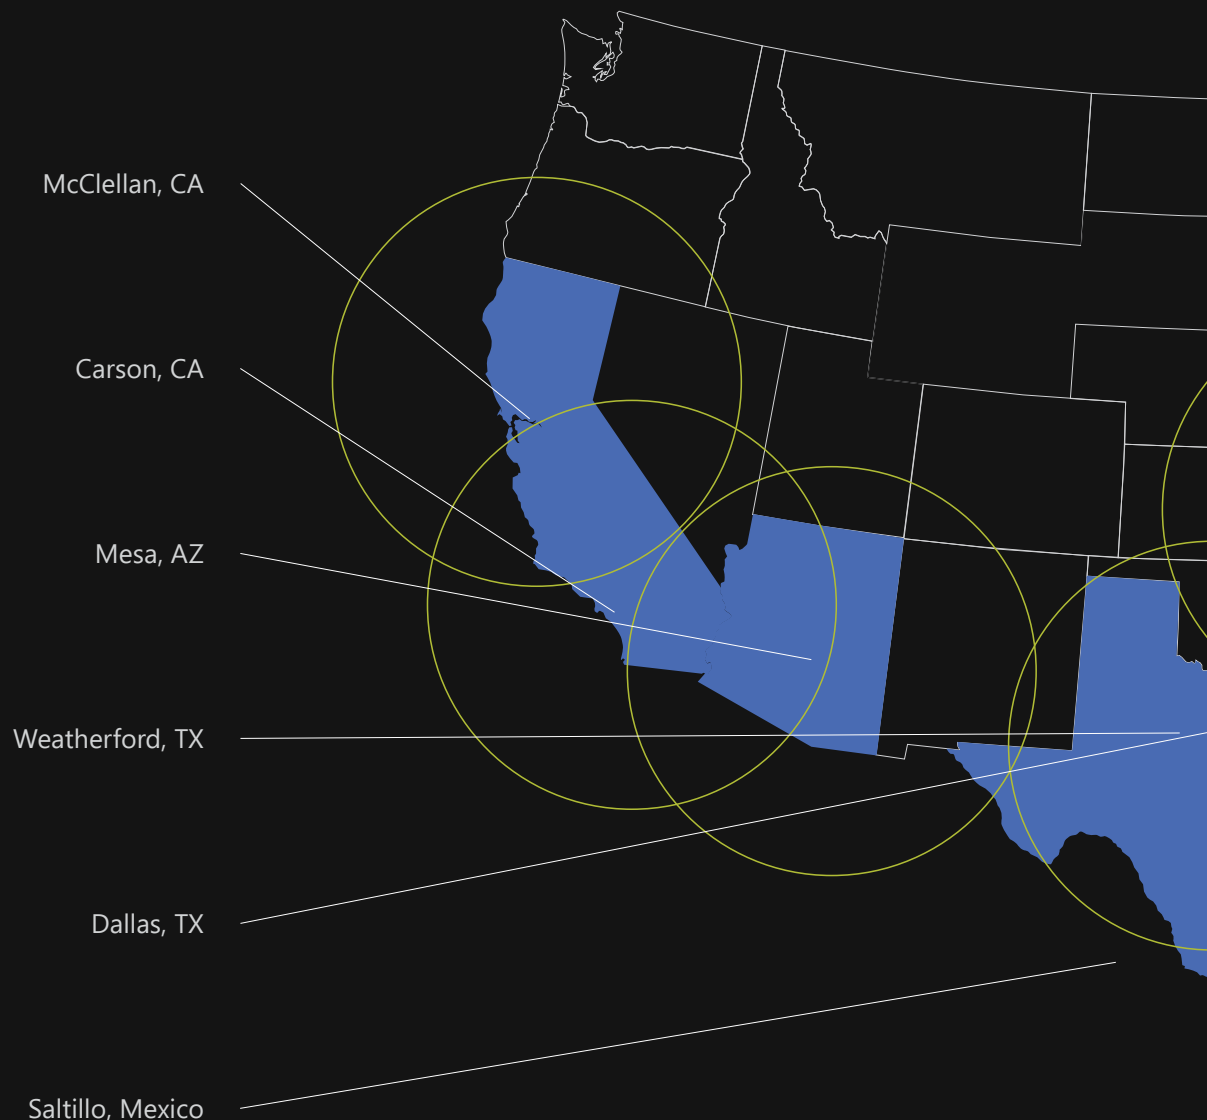 McClellan, CA
Carson, CA
Mesa, AZ
Weatherford, TX
Dallas, TX
Saltillo, Mexico